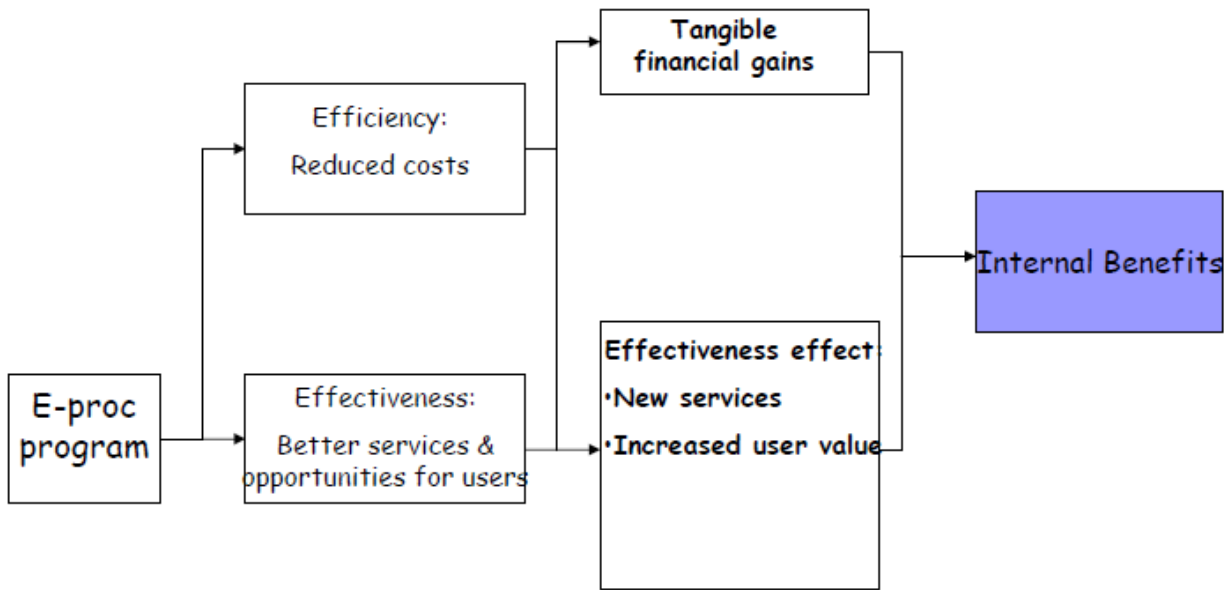 Tangible
financial gains
Efficiency:
Reduced costs
Internal Benefits
E-proc
program
Effectiveness:
Better services &
opportunities for users
Effectiveness effect:
•New services
•Increased user value